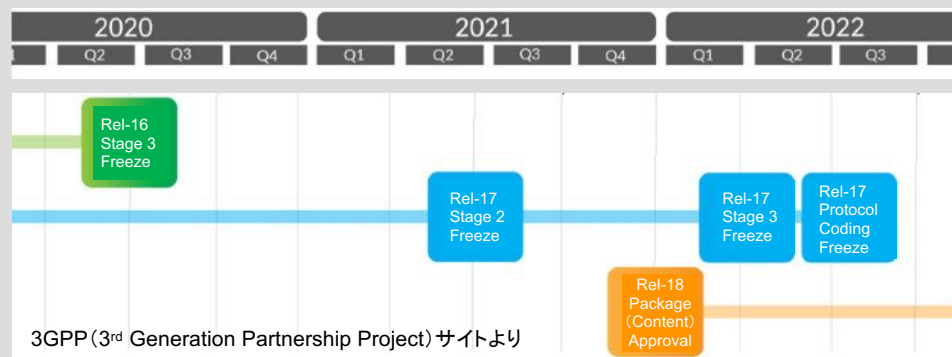 2020 2021 2022
Q2 Q3 Q4 Q1 Q2 Q3 Q4 Q1 Q2 Q3
Rel-16
Stage 3
Freeze
Rel-17
Stage 2
Freeze
Rel-17
Stage 3
Freeze
Rel-17
Protocol
Coding
Freeze
Rel-18
Package
(Content)
Approval
3GPP(3rd Generation Partnership Project)サイトより